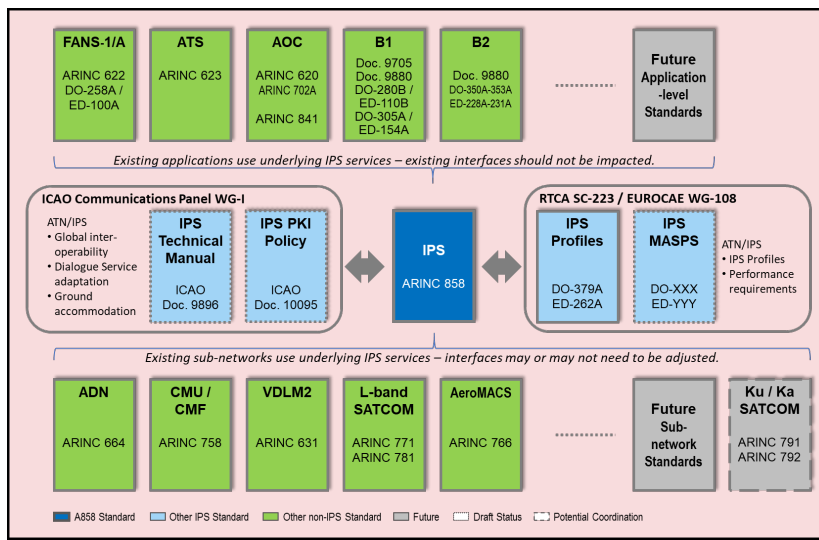 FANS-1/A
ARINC 622
DO-258A /
ED-100A
ATS
ARINC 623
AOC
ARINC 620
ARINC 702A
ARINC 841
B1
Doc. 9705
Doc. 9880
DO-280B /
ED-110B
DO-305A /
ED-154A
B2
Doc. 9880
DO-350A-353A
ED-228A-231A
Future
Application
-level
Standards
Existing applications use underlying IPS services – existing interfaces should not be impacted.
ICAO Communications Panel WG-I
ATN/IPS
• Global inter-
operability
• Dialogue Service
adaptation
• Ground
accommodation
IPS
Technical
Manual
ICAO
Doc. 9896
IPS PKI
Policy
ICAO
Doc. 10095
IPS
ARINC 858
RTCA SC-223 / EUROCAE WG-108
IPS
Profiles
DO-379A
ED-262A
IPS
MASPS
DO-XXX
ED-YYY
ATN/IPS
• IPS Profiles
• Performance
requirements
Existing sub-networks use underlying IPS services – interfaces may or may not need to be adjusted.
ADN
ARINC 664
CMU /
CMF
ARINC 758
VDLM2
ARINC 631
L-band
SATCOM
ARINC 771
ARINC 781
AeroMACS
ARINC 766
Future
Sub-
network
Standards
Ku / Ka
SATCOM
ARINC 791
ARINC 792
A858 Standard
Other IPS Standard
Other non-IPS Standard
Future
Draft Status
Potential Coordination